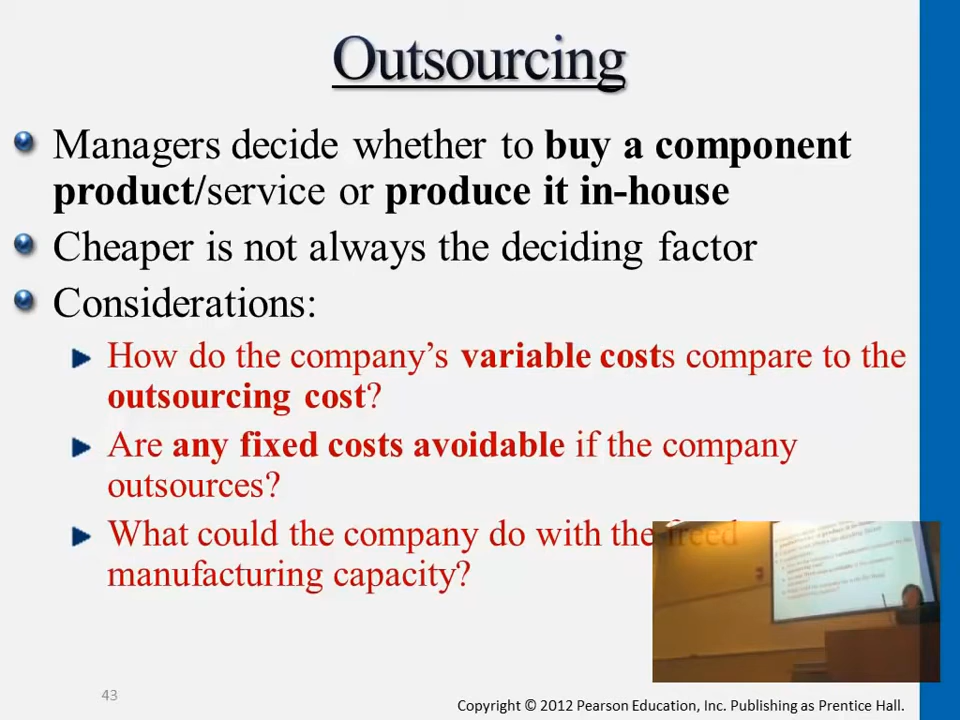 Outsourcing
Managers decide whether to buy a component
product/service or produce it in-house
Cheaper is not always the deciding factor
Considerations:
How do the company’s variable costs compare to the
outsourcing cost?
Are any fixed costs avoidable if the company
outsources?
What could the company do with the freed
manufacturing capacity?
43
Copyright © 2012 Pearson Education, Inc. Publishing as Prentice Hall.